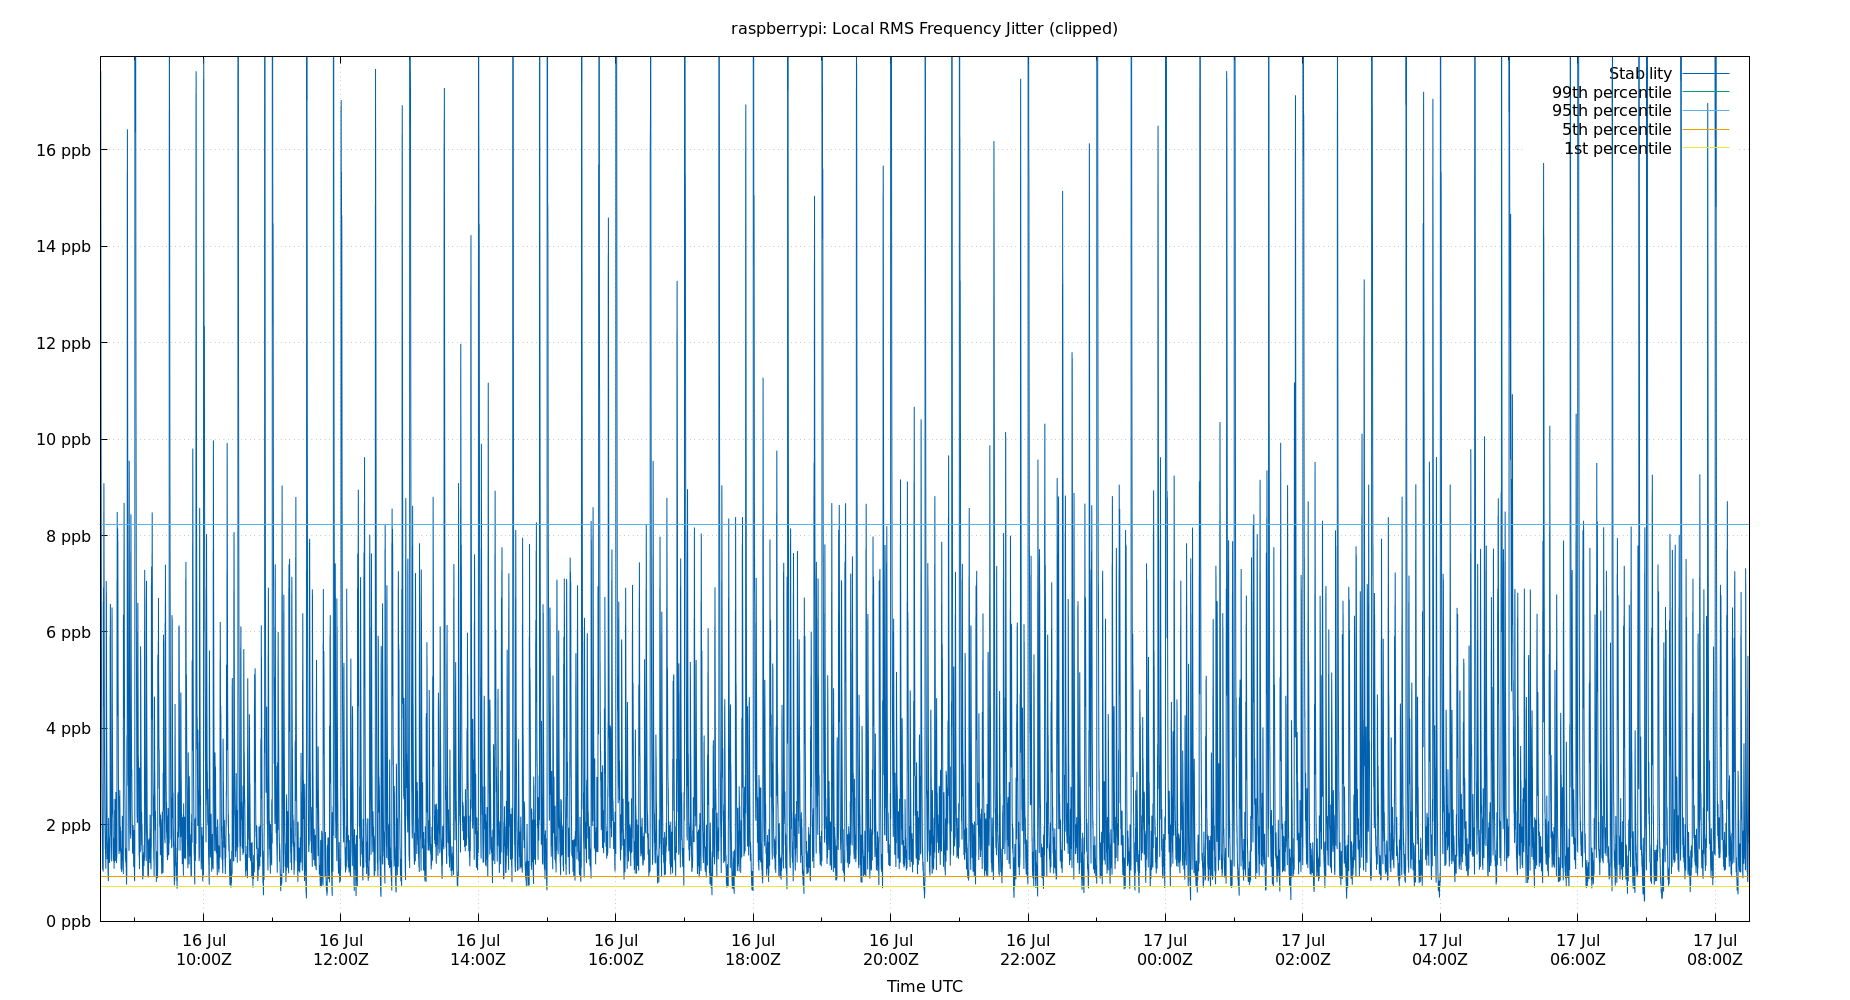 raspberrypi: Local RMS Frequency Jitter (clipped)
Stability
99th percentile
95th percentile
5th percentile
1st percentile
16 ppb
14 ppb
12 ppb
10 ppb
8 ppb
6 ppb
4 ppb
2 ppb
0 ppb
16 Jul 16 Jul 16 Jul 16 Jul 16 Jul 16 Jul 16 Jul 17 Jul 17 Jul 17 Jul 17 Jul 17 Jul
10:00Z 12:00Z 14:00Z 16:00Z 18:00Z 20:00Z 22:00Z 00:00Z 02:00Z 04:00Z 06:00Z 08:00Z
Time UTC